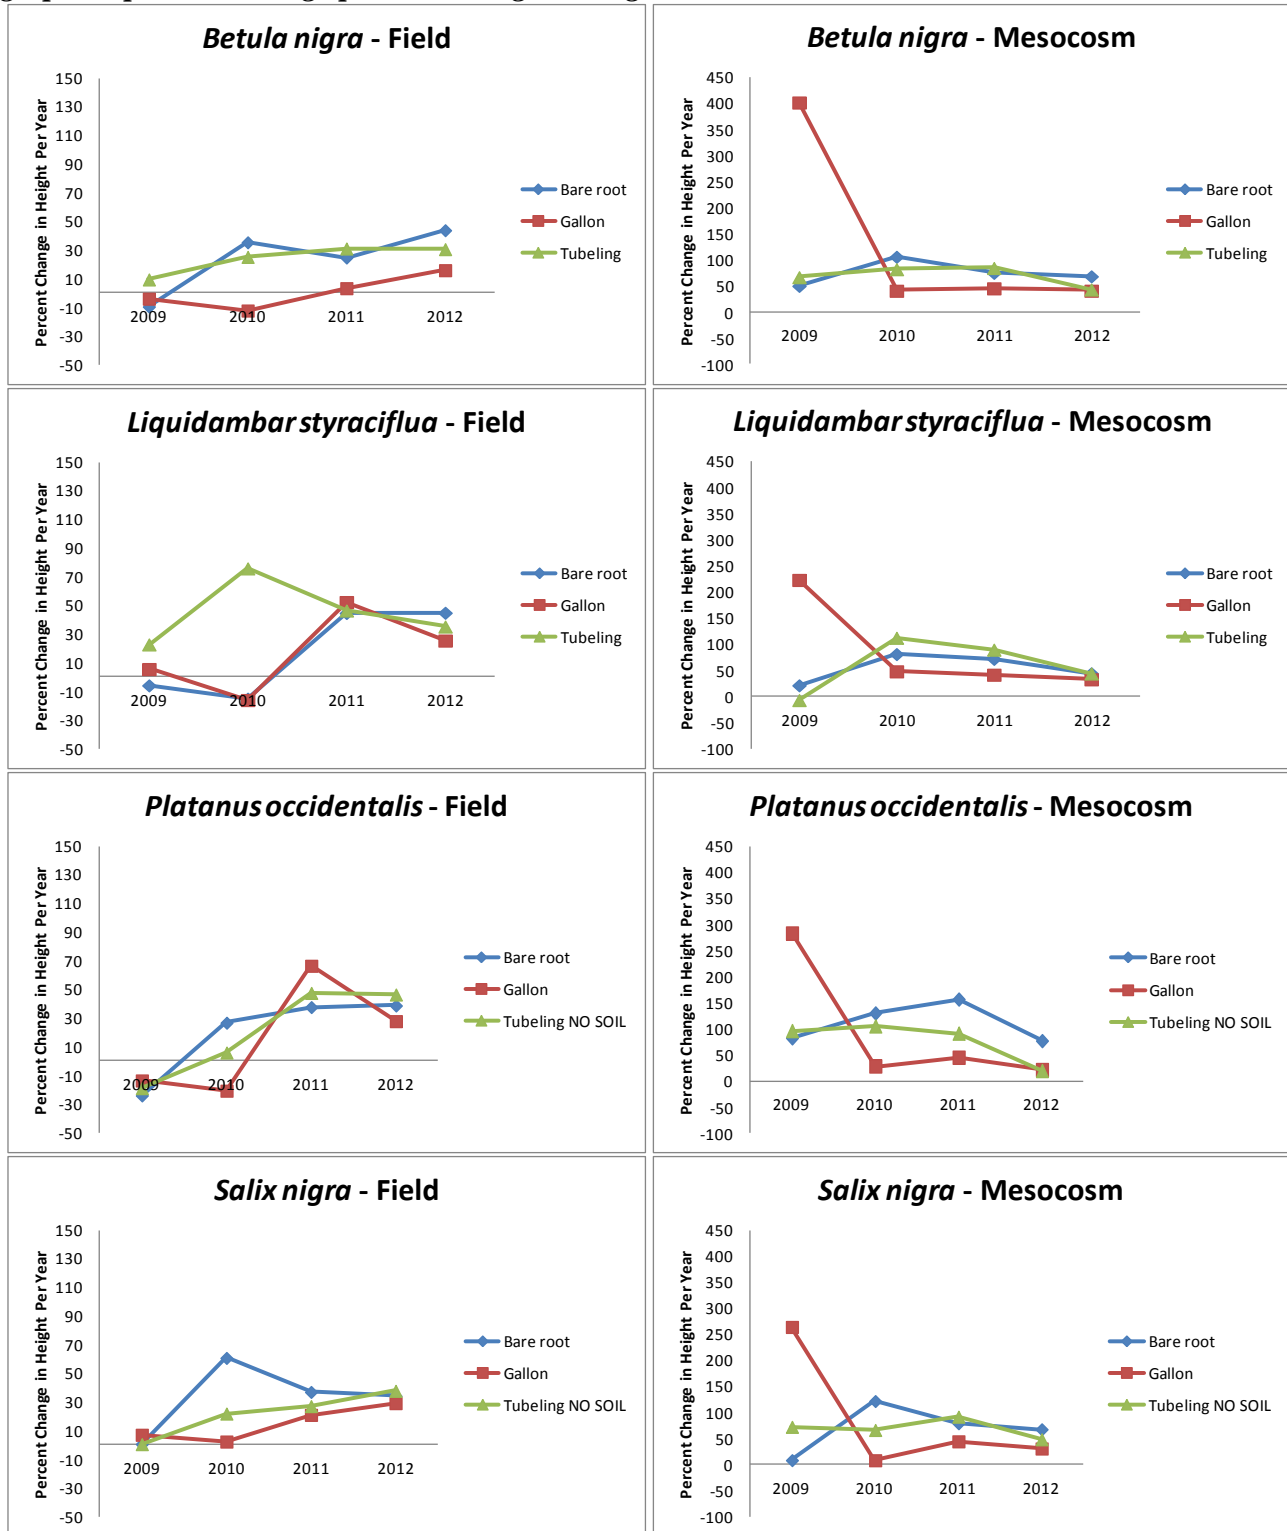 Betula nigra - Field
Percent Change in Height Per Year
150
130
110
90
70
50
30
10
-10
-30
-50
2009 2010 2011 2012
Bare root
Gallon
Tubeling
Betula nigra - Mesocosm
Percent Change in Height Per Year
450
400
350
300
250
200
150
100
50
0
-50
-100
2009 2010 2011 2012
Bare root
Gallon
Tubeling
Liquidambar styraciflua - Field
Percent Change in Height Per Year
150
130
110
90
70
50
30
10
-10
-30
-50
2009 2010 2011 2012
Bare root
Gallon
Tubeling
Liquidambar styraciflua - Mesocosm
Percent Change in Height Per Year
450
400
350
300
250
200
150
100
50
0
-50
-100
2009 2010 2011 2012
Bare root
Gallon
Tubeling
Platanus occidentalis - Field
Percent Change in Height Per Year
150
130
110
90
70
50
30
10
-10
-30
-50
2009 2010 2011 2012
Bare root
Gallon
Tubeling NO SOIL
Platanus occidentalis - Mesocosm
Percent Change in Height Per Year
450
400
350
300
250
200
150
100
50
0
-50
-100
2009 2010 2011 2012
Bare root
Gallon
Tubeling NO SOIL
Salix nigra - Field
Percent Change in Height Per Year
150
130
110
90
70
50
30
10
-10
-30
-50
2009 2010 2011 2012
Bare root
Gallon
Tubeling NO SOIL
Salix nigra - Mesocosm
Percent Change in Height Per Year
450
400
350
300
250
200
150
100
50
0
-50
-100
2009 2010 2011 2012
Bare root
Gallon
Tubeling NO SOIL